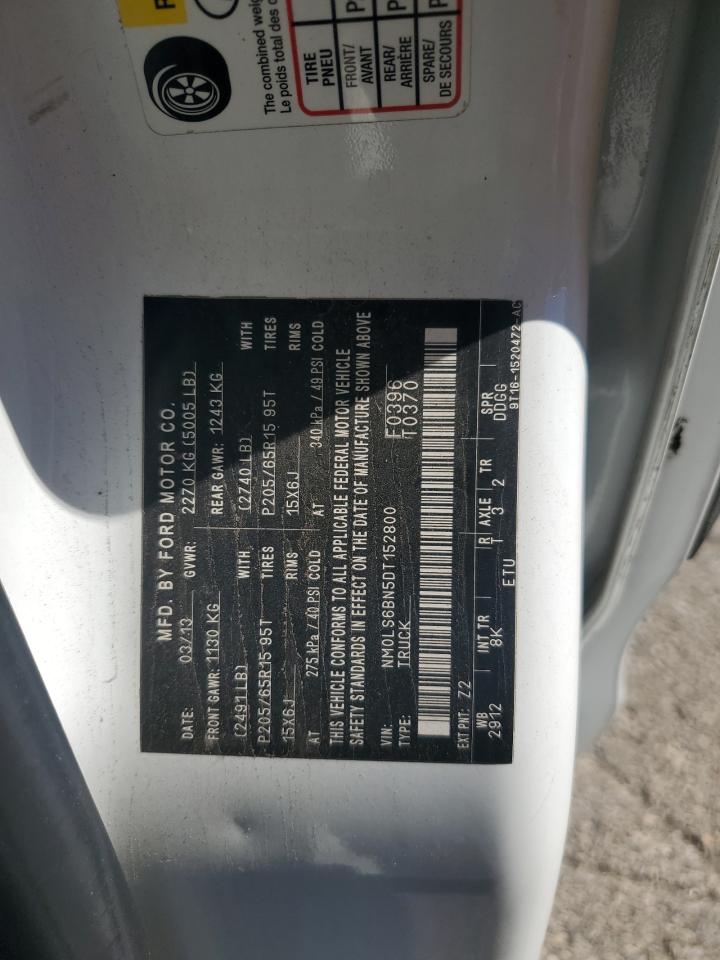 The combined weig
Le poids total des o
TIRE
PNEU
FRONT/
AVANT
REAR/
ARRIÈRE
SPARE/
DE SECOURS
MFD. BY FORD MOTOR CO.
DATE: 03/13 GVWR: 2270 KG (5005 LB)
FRONT GAWR: 1130 KG REAR GAWR: 1243 KG
(2491LB) WITH (2740 LB) WITH
P205/65R15 95T TIRES P205/65R15 95T TIRES
15X6J RIMS 15X6J RIMS
AT 275 kPa / 40 PSI COLD AT 340 kPa / 49 PSI COLD
THIS VEHICLE CONFORMS TO ALL APPLICABLE FEDERAL MOTOR VEHICLE
SAFETY STANDARDS IN EFFECT ON THE DATE OF MANUFACTURE SHOWN ABOVE
VIN: NM0LS6BN5DT152800 F0396
TYPE: TRUCK T0370
EXT PNT: Z2
WB INT TR R AXLE TR SPR
2912 8K T 3 2 DDGG
ETU 9T16-1520472-AC